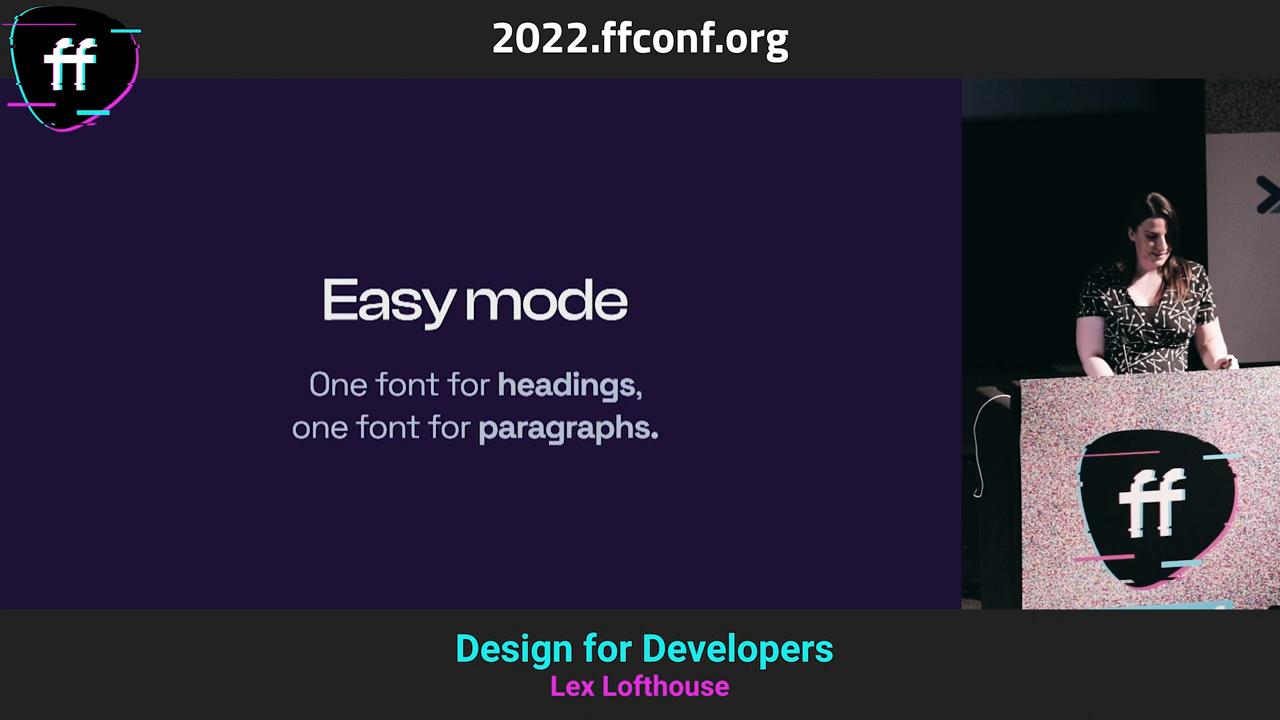 ff
2022.ffconf.org
Easy mode
One font for headings,
one font for paragraphs.
ff
Design for Developers
Lex Lofthouse